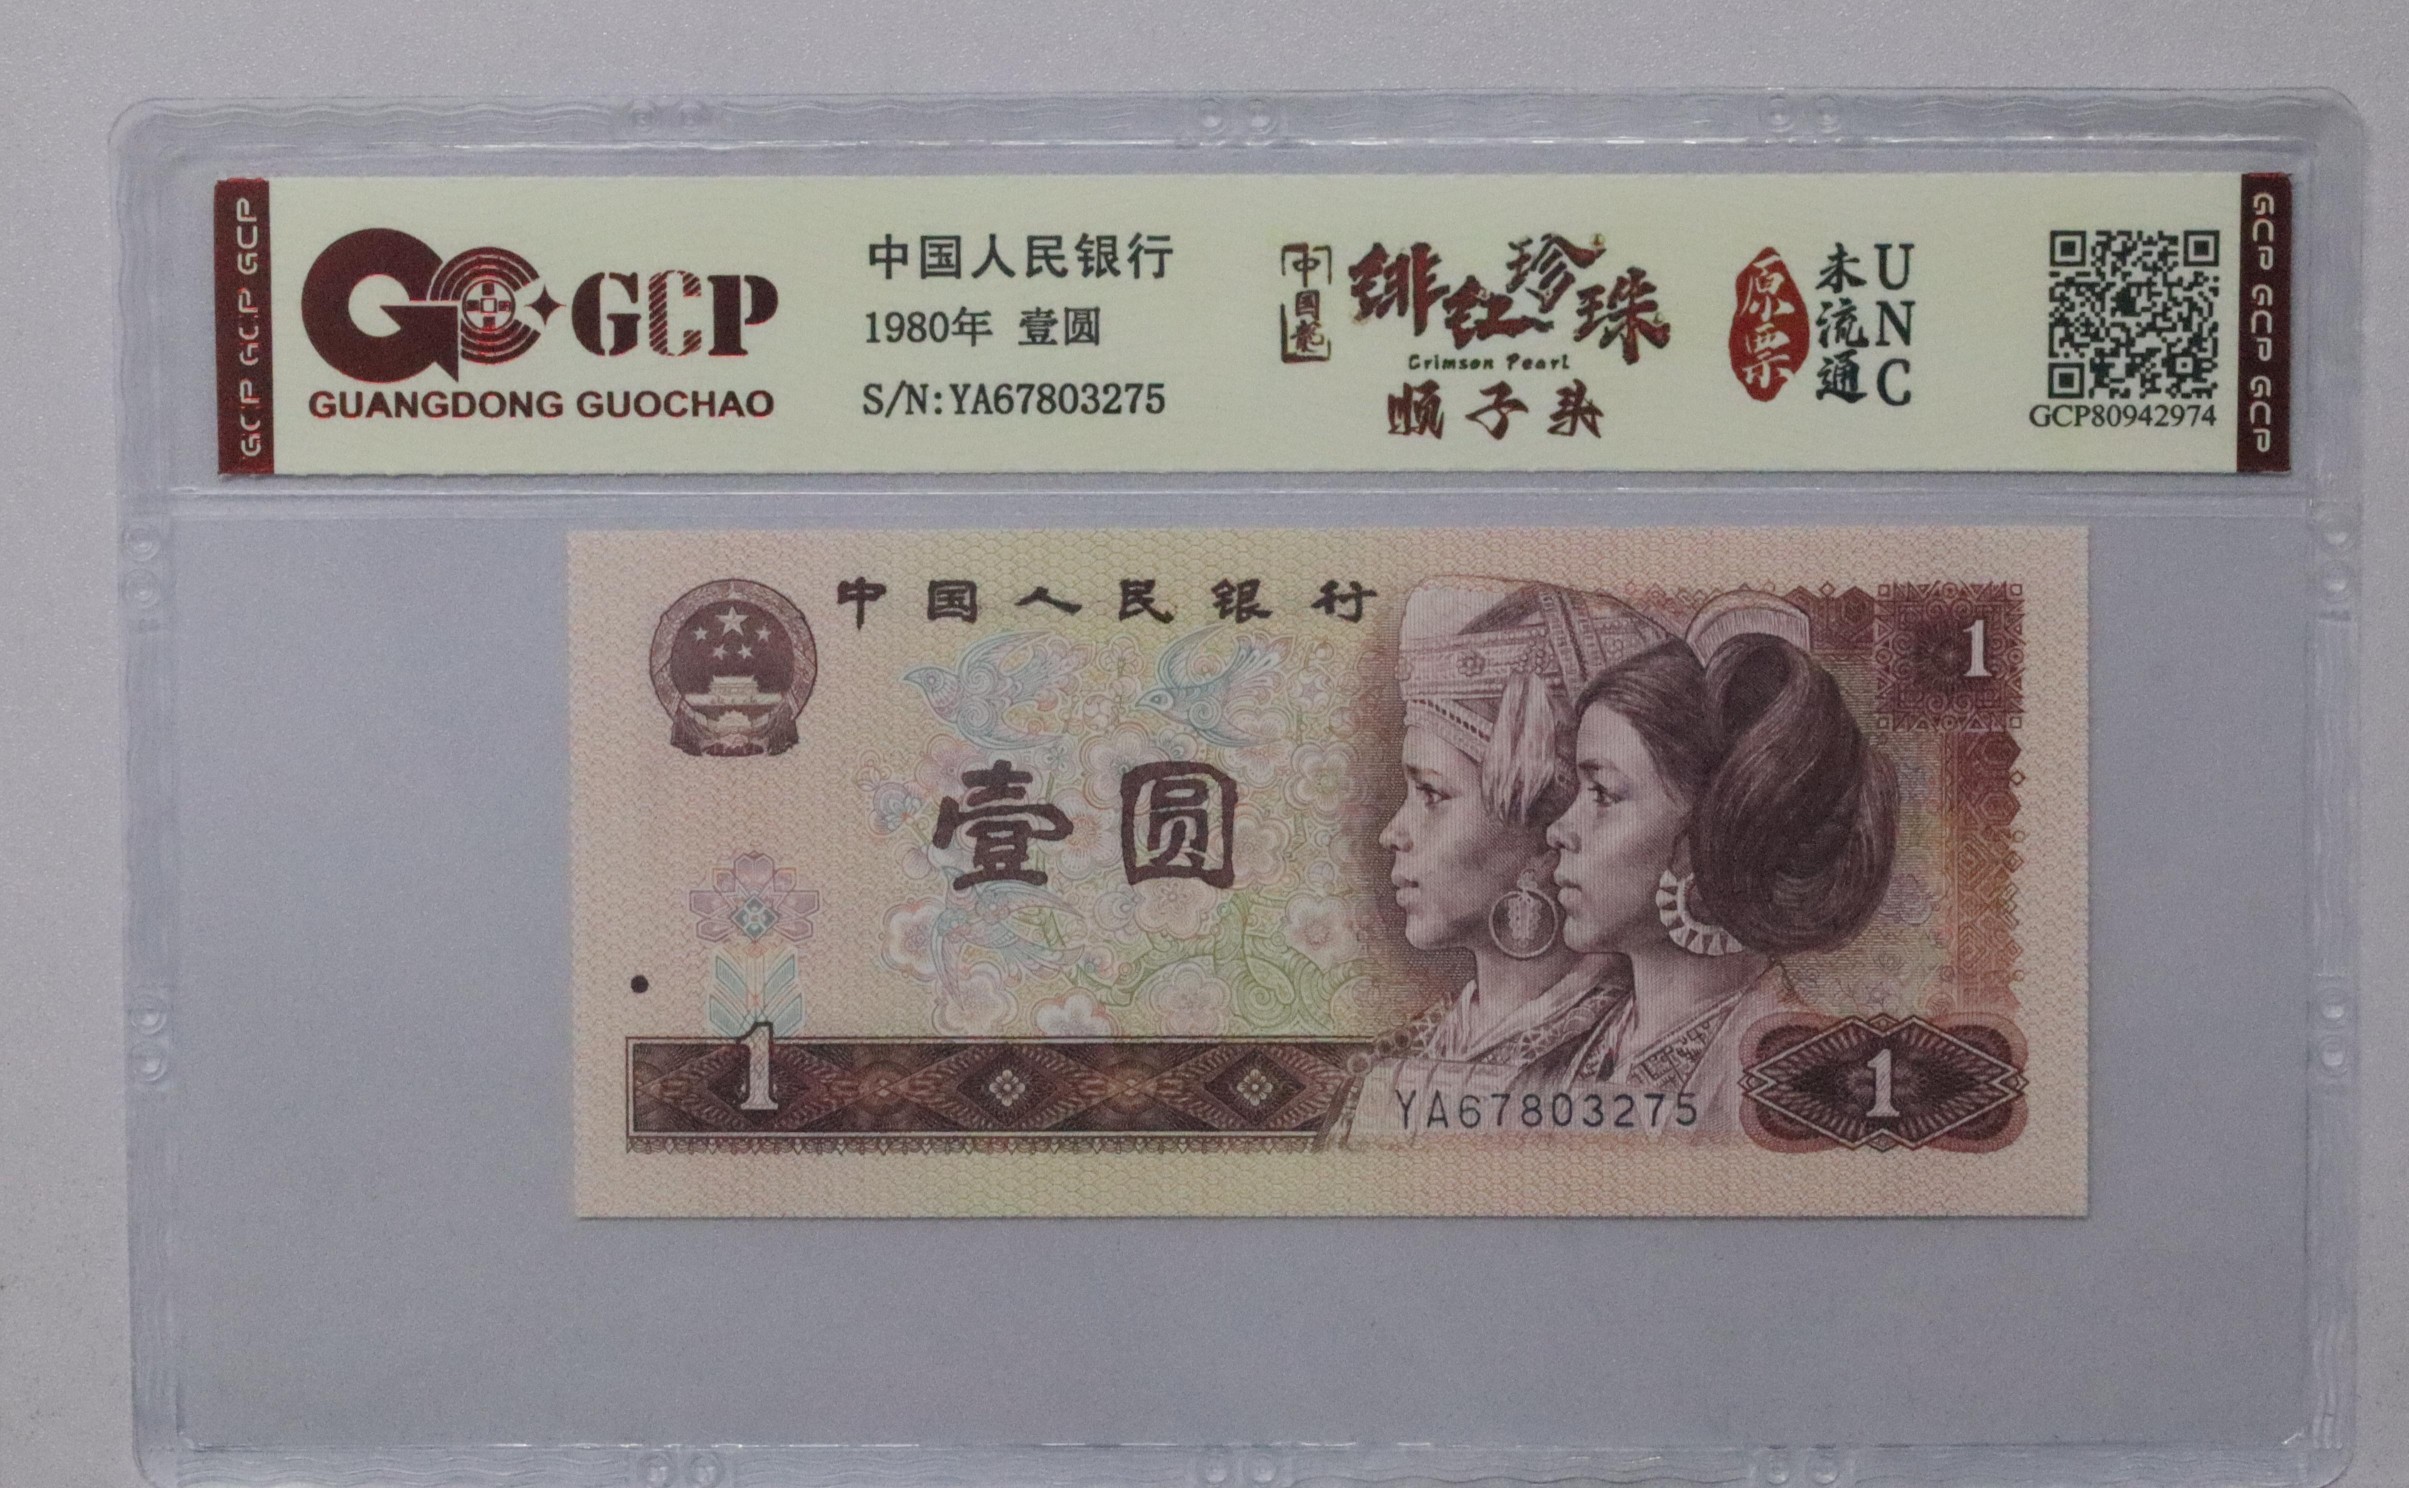 GCP GCP GCP
GCP
GUANGDONG GUOCHAO
中国人民银行
1980年 壹圆
S/N:YA67803275
中国龍
绯红珍珠
Crimson Pearl
顺子头
原票
未流通
UNC
GCP80942974
GCP GCP GCP
中国人民银行
1
壹圆
1
YA67803275
1